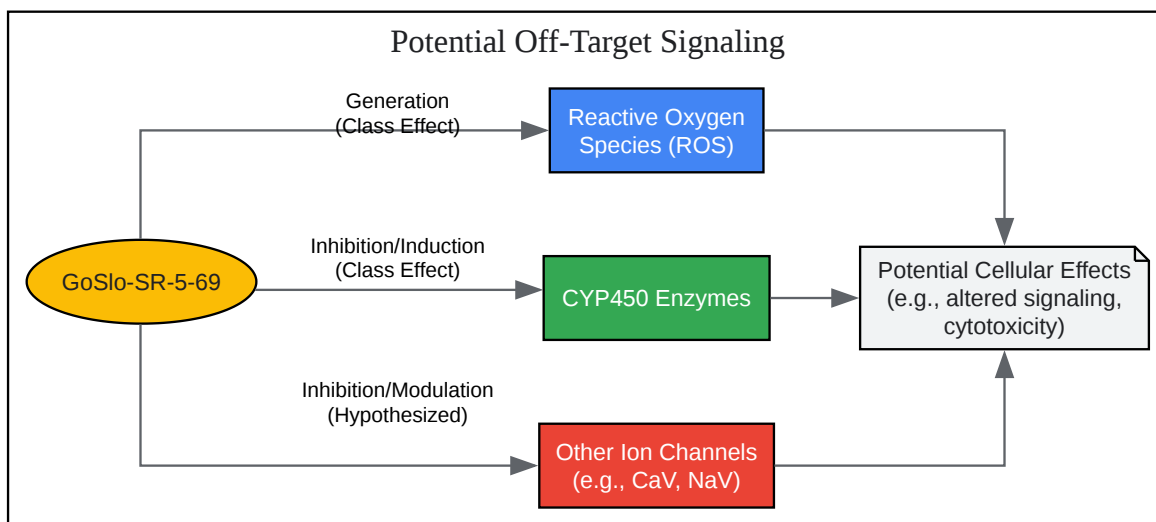 Potential Off-Target Signaling
Generation
(Class Effect)
Reactive Oxygen
Species (ROS)
Inhibition/Induction
(Class Effect)
GoSlo-SR-5-69
CYP450 Enzymes
Potential Cellular Effects
(e.g., altered signaling,
cytotoxicity)
Inhibition/Modulation
(Hypothesized)
Other Ion Channels
(e.g., CaV, NaV)